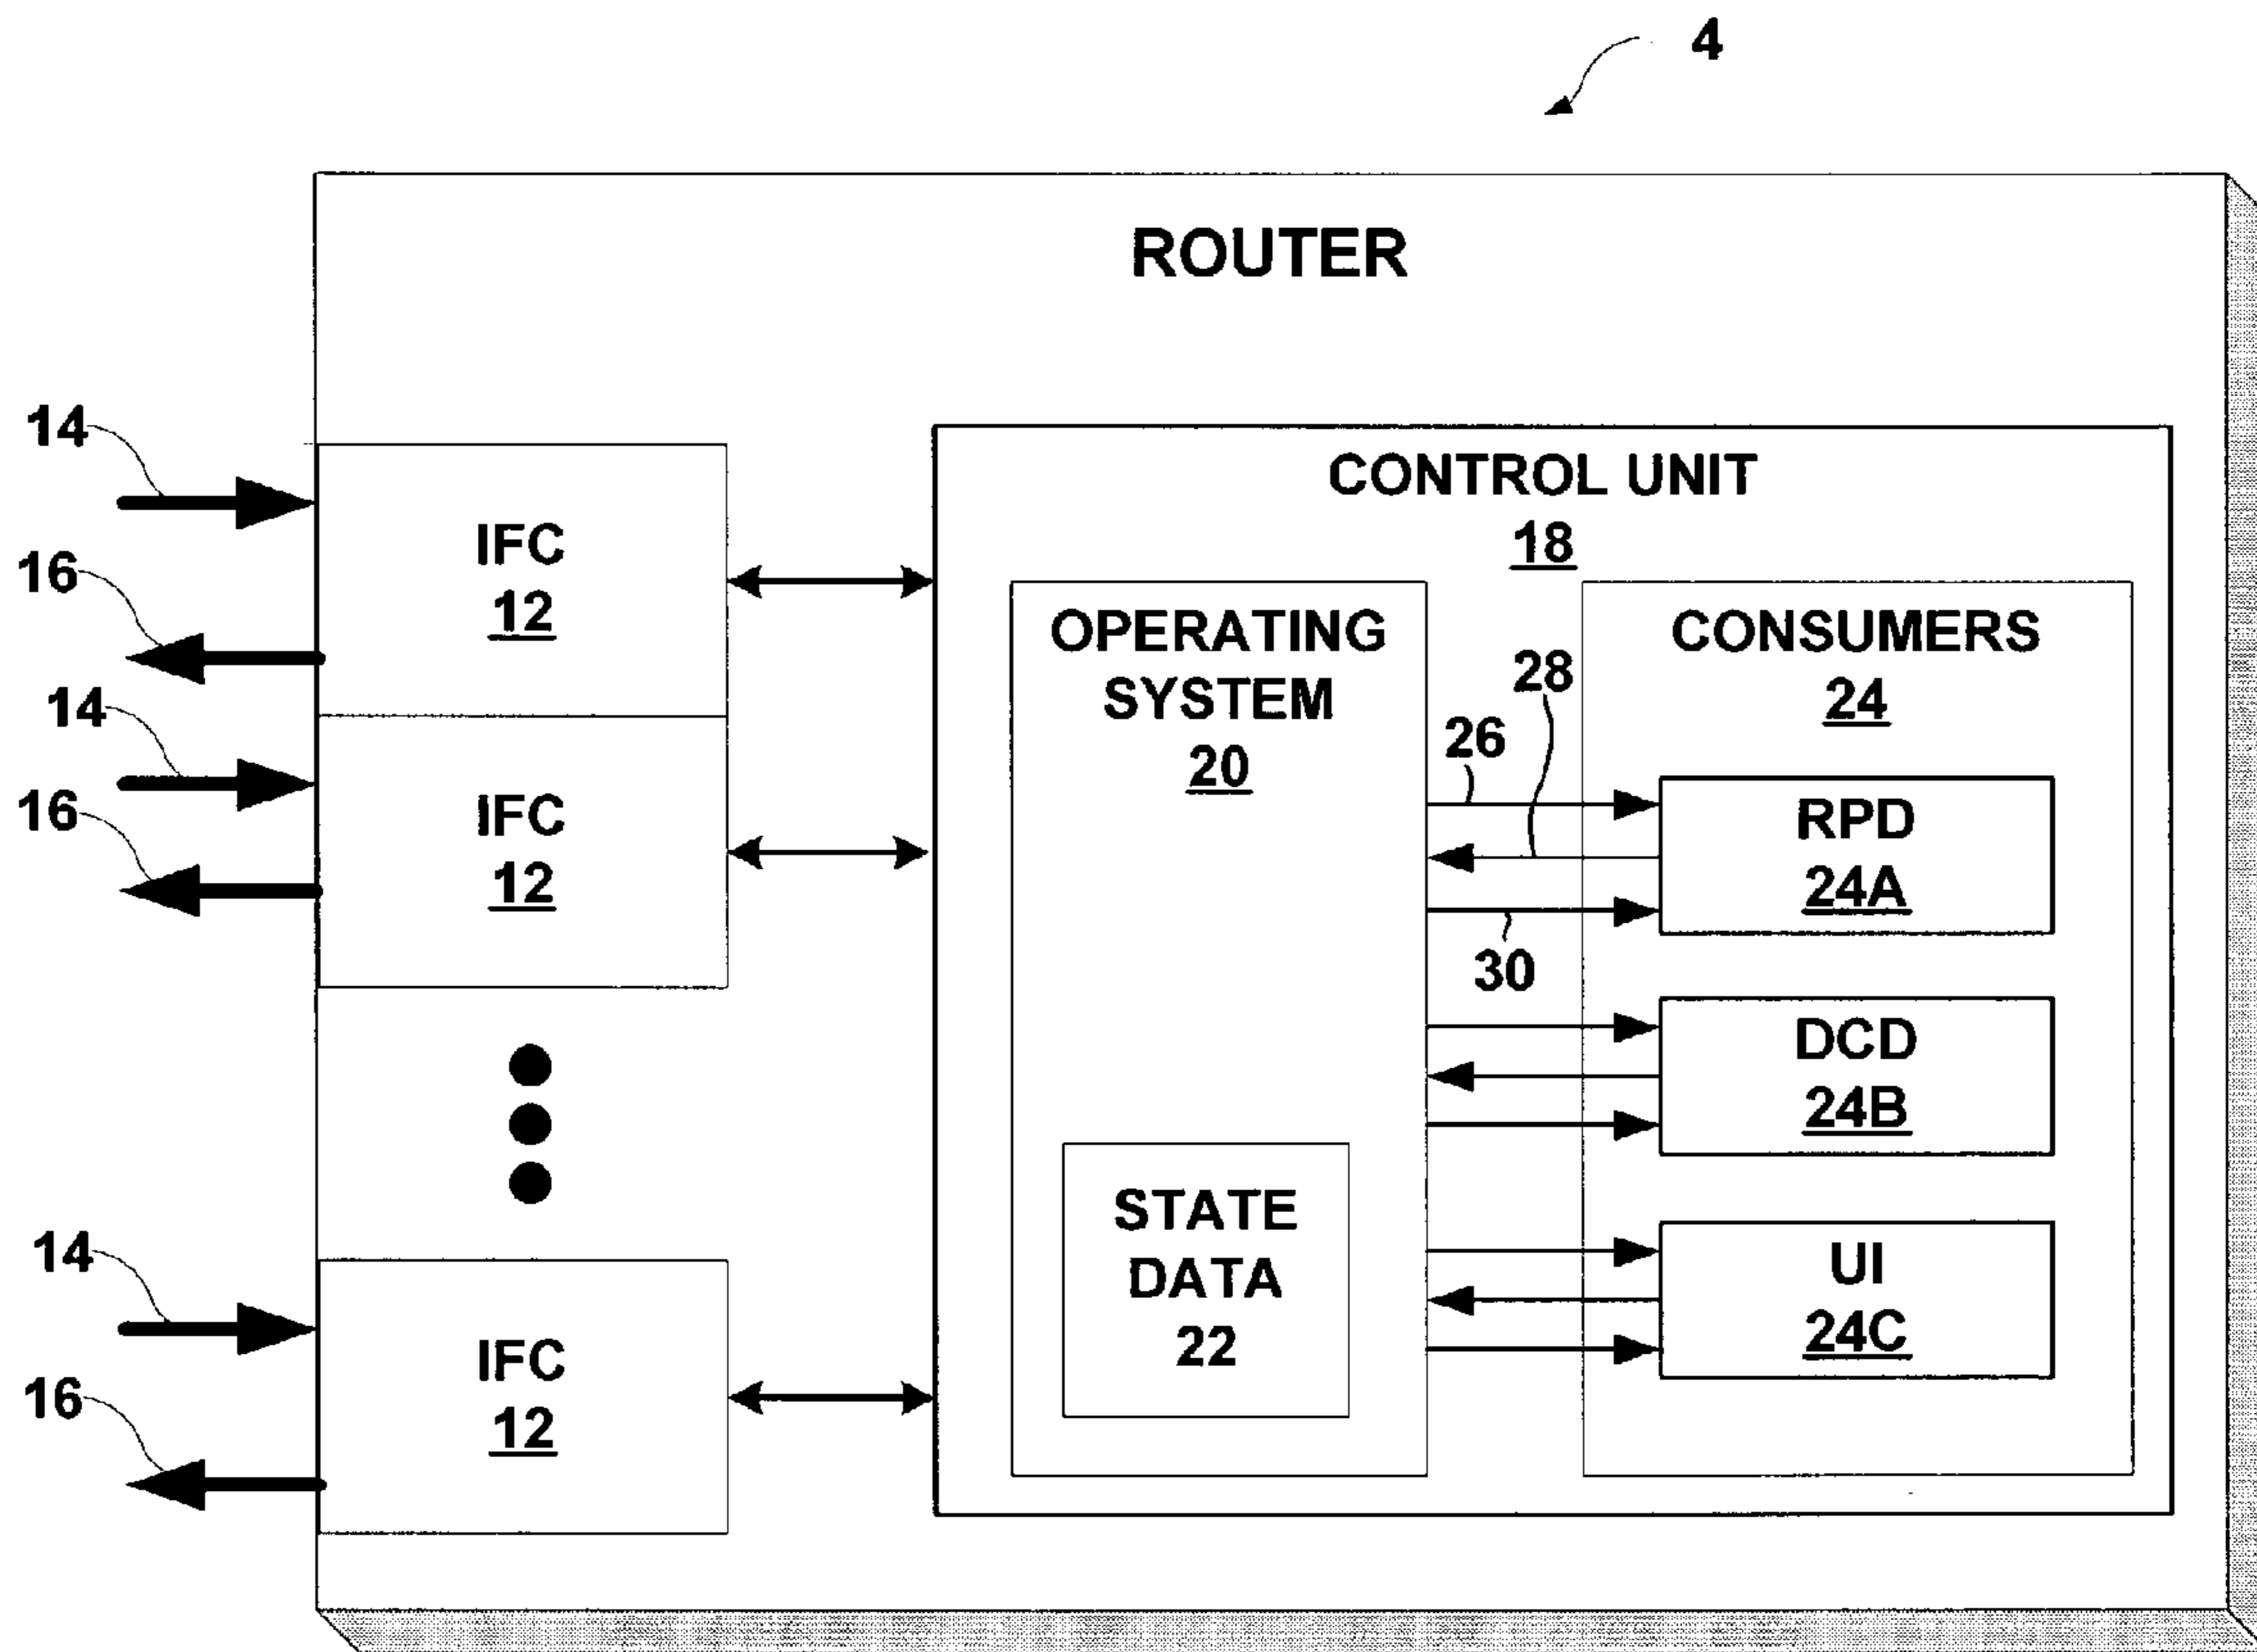 4
ROUTER
14
16
IFC
12
14
16
IFC
12
14
16
IFC
12
CONTROL UNIT
18
OPERATING
SYSTEM
20
STATE
DATA
22
26
28
30
CONSUMERS
24
RPD
24A
DCD
24B
UI
24C